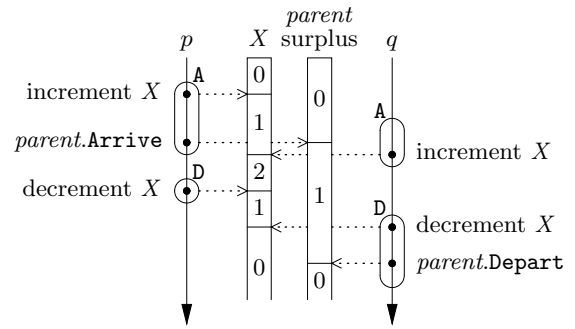 parent
p X surplus q
0
A
increment X
0
A
1
parent.Arrive
increment X
D
2
decrement X
1
1
D
decrement X
0
parent.Depart
0